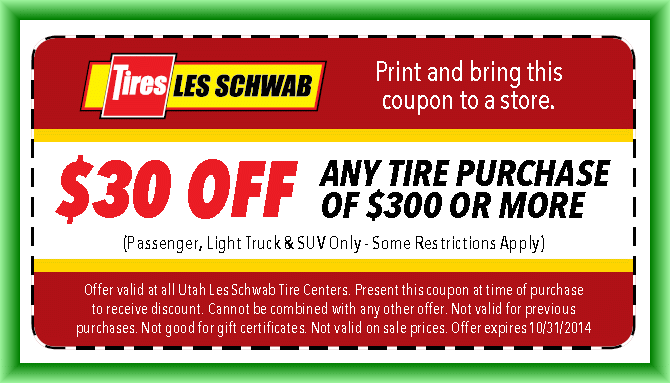 Tires LES SCHWAB
Print and bring this
coupon to a store.
$30 OFF
ANY TIRE PURCHASE
OF $300 OR MORE
(Passenger, Light Truck & SUV Only - Some Restrictions Apply)
Offer valid at all Utah Les Schwab Tire Centers. Present this coupon at time of purchase
to receive discount. Cannot be combined with any other offer. Not valid for previous
purchases. Not good for gift certificates. Not valid on sale prices. Offer expires 10/31/2014